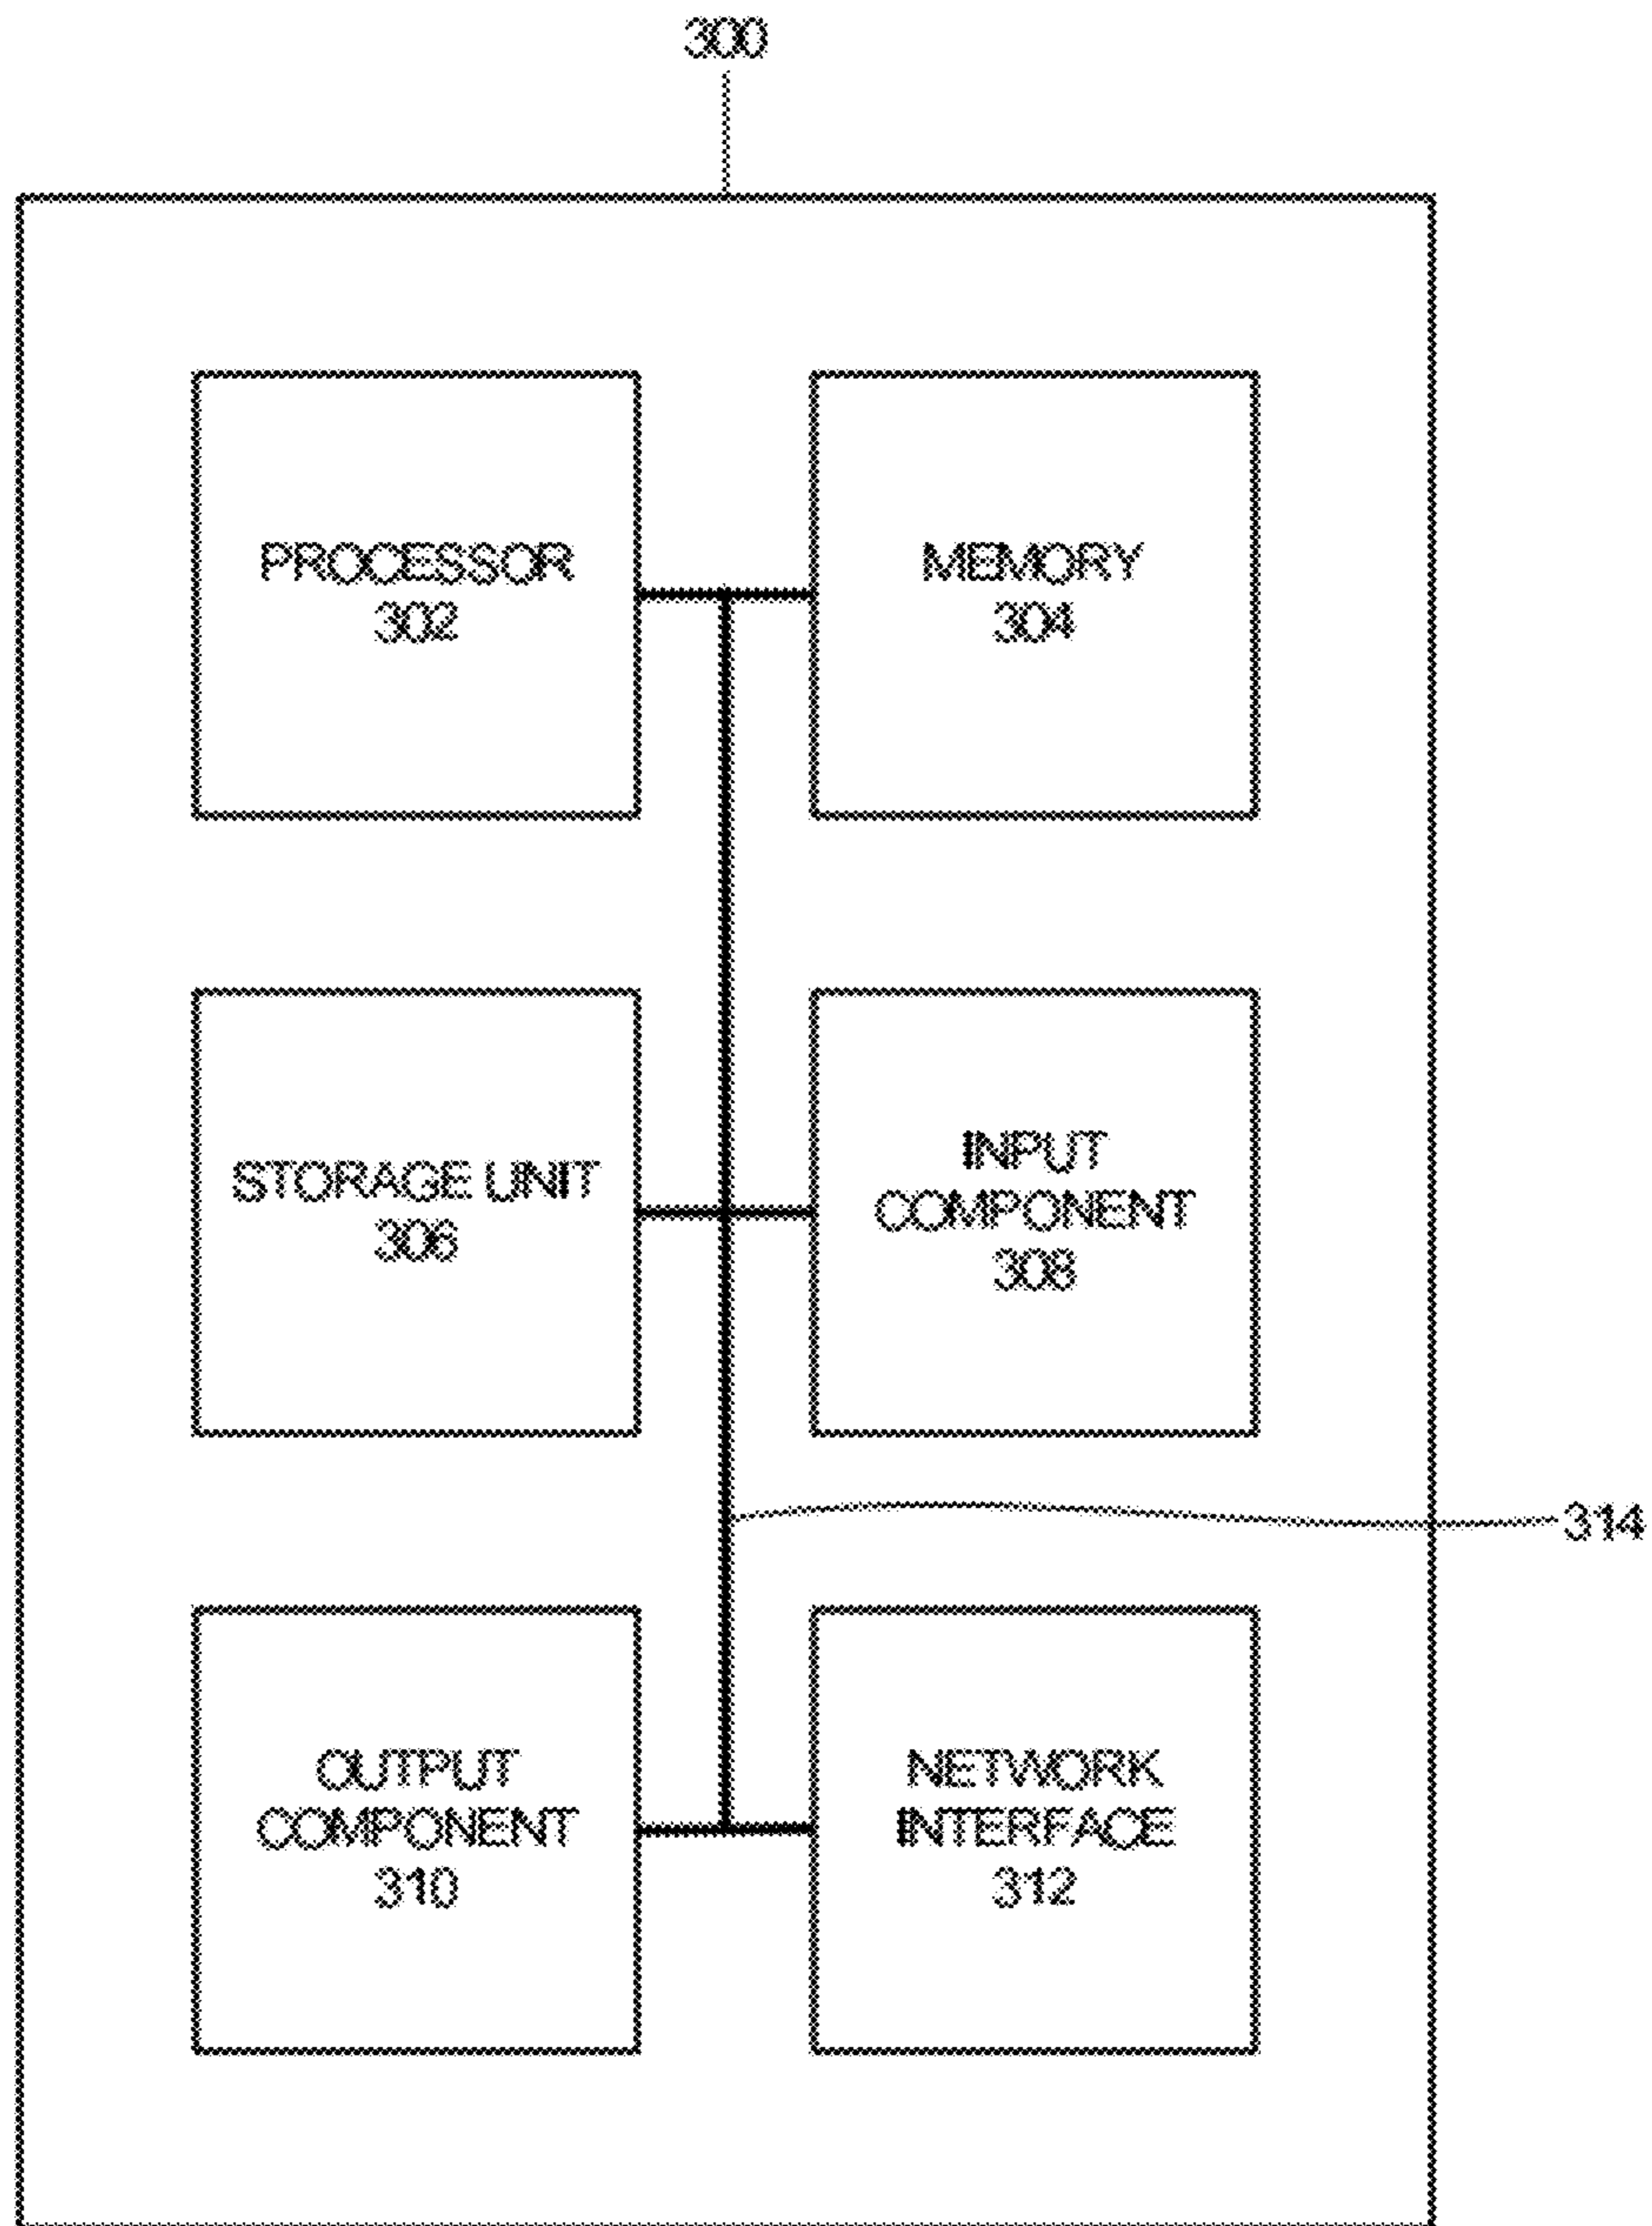 300
PROCESSOR
302
MEMORY
304
STORAGE UNIT
306
INPUT
COMPONENT
308
314
OUTPUT
COMPONENT
310
NETWORK
INTERFACE
312